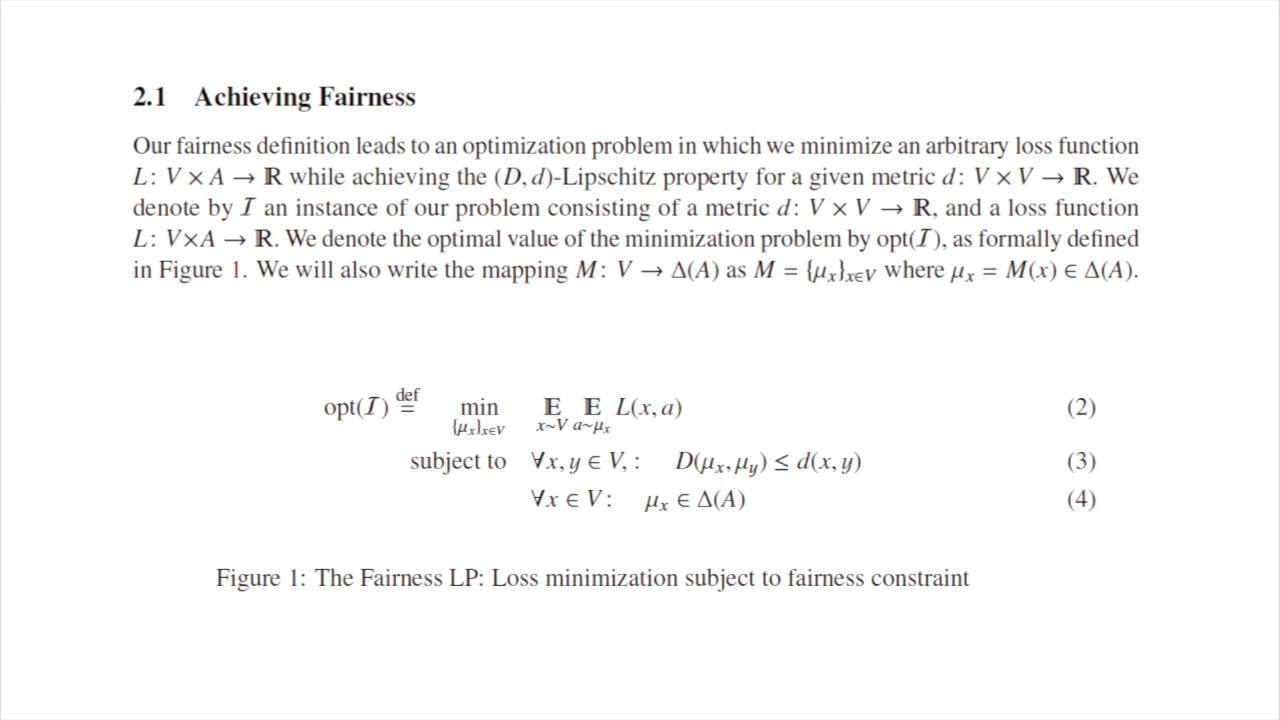 2.1 Achieving Fairness
Our fairness definition leads to an optimization problem in which we minimize an arbitrary loss function
L: V × A → ℝ while achieving the (D, d)-Lipschitz property for a given metric d: V × V → ℝ. We
denote by 𝓘 an instance of our problem consisting of a metric d: V × V → ℝ, and a loss function
L: V×A → ℝ. We denote the optimal value of the minimization problem by opt(𝓘), as formally defined
in Figure 1. We will also write the mapping M: V → Δ(A) as M = {μₓ}ₓ∈V where μₓ = M(x) ∈ Δ(A).
opt(𝓘) def= min_{{μₓ}ₓ∈V} 𝔼_{x∼V} 𝔼_{a∼μₓ} L(x, a) (2)
subject to ∀x, y ∈ V, : D(μₓ, μ_y) ≤ d(x, y) (3)
∀x ∈ V: μₓ ∈ Δ(A) (4)
Figure 1: The Fairness LP: Loss minimization subject to fairness constraint